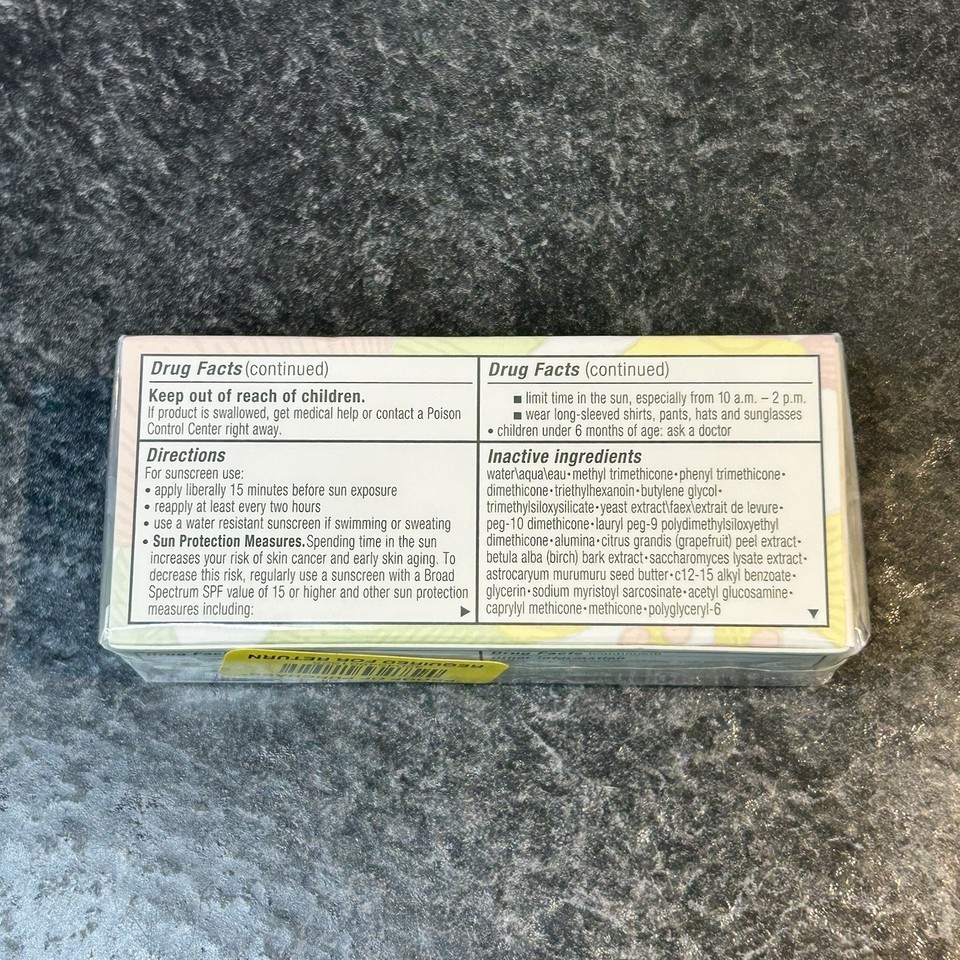 Drug Facts (continued)
Keep out of reach of children.
If product is swallowed, get medical help or contact a Poison
Control Center right away.
Directions
For sunscreen use:
• apply liberally 15 minutes before sun exposure
• reapply at least every two hours
• use a water resistant sunscreen if swimming or sweating
• Sun Protection Measures. Spending time in the sun
increases your risk of skin cancer and early skin aging. To
decrease this risk, regularly use a sunscreen with a Broad
Spectrum SPF value of 15 or higher and other sun protection
measures including:
Drug Facts (continued)
■ limit time in the sun, especially from 10 a.m. – 2 p.m.
■ wear long-sleeved shirts, pants, hats and sunglasses
• children under 6 months of age: ask a doctor
Inactive ingredients
water\aqua\eau•methyl trimethicone•phenyl trimethicone•
dimethicone•triethylhexanoin•butylene glycol•
trimethylsiloxysilicate•yeast extract\faex\extrait de levure•
peg-10 dimethicone•lauryl peg-9 polydimethylsiloxyethyl
dimethicone•alumina•citrus grandis (grapefruit) peel extract•
betula alba (birch) bark extract•saccharomyces lysate extract•
astrocaryum murumuru seed butter•c12-15 alkyl benzoate•
glycerin•sodium myristoyl sarcosinate•acetyl glucosamine•
caprylyl methicone•methicone•polyglyceryl-6
REQUIRED FOR RETURN
Drug Facts